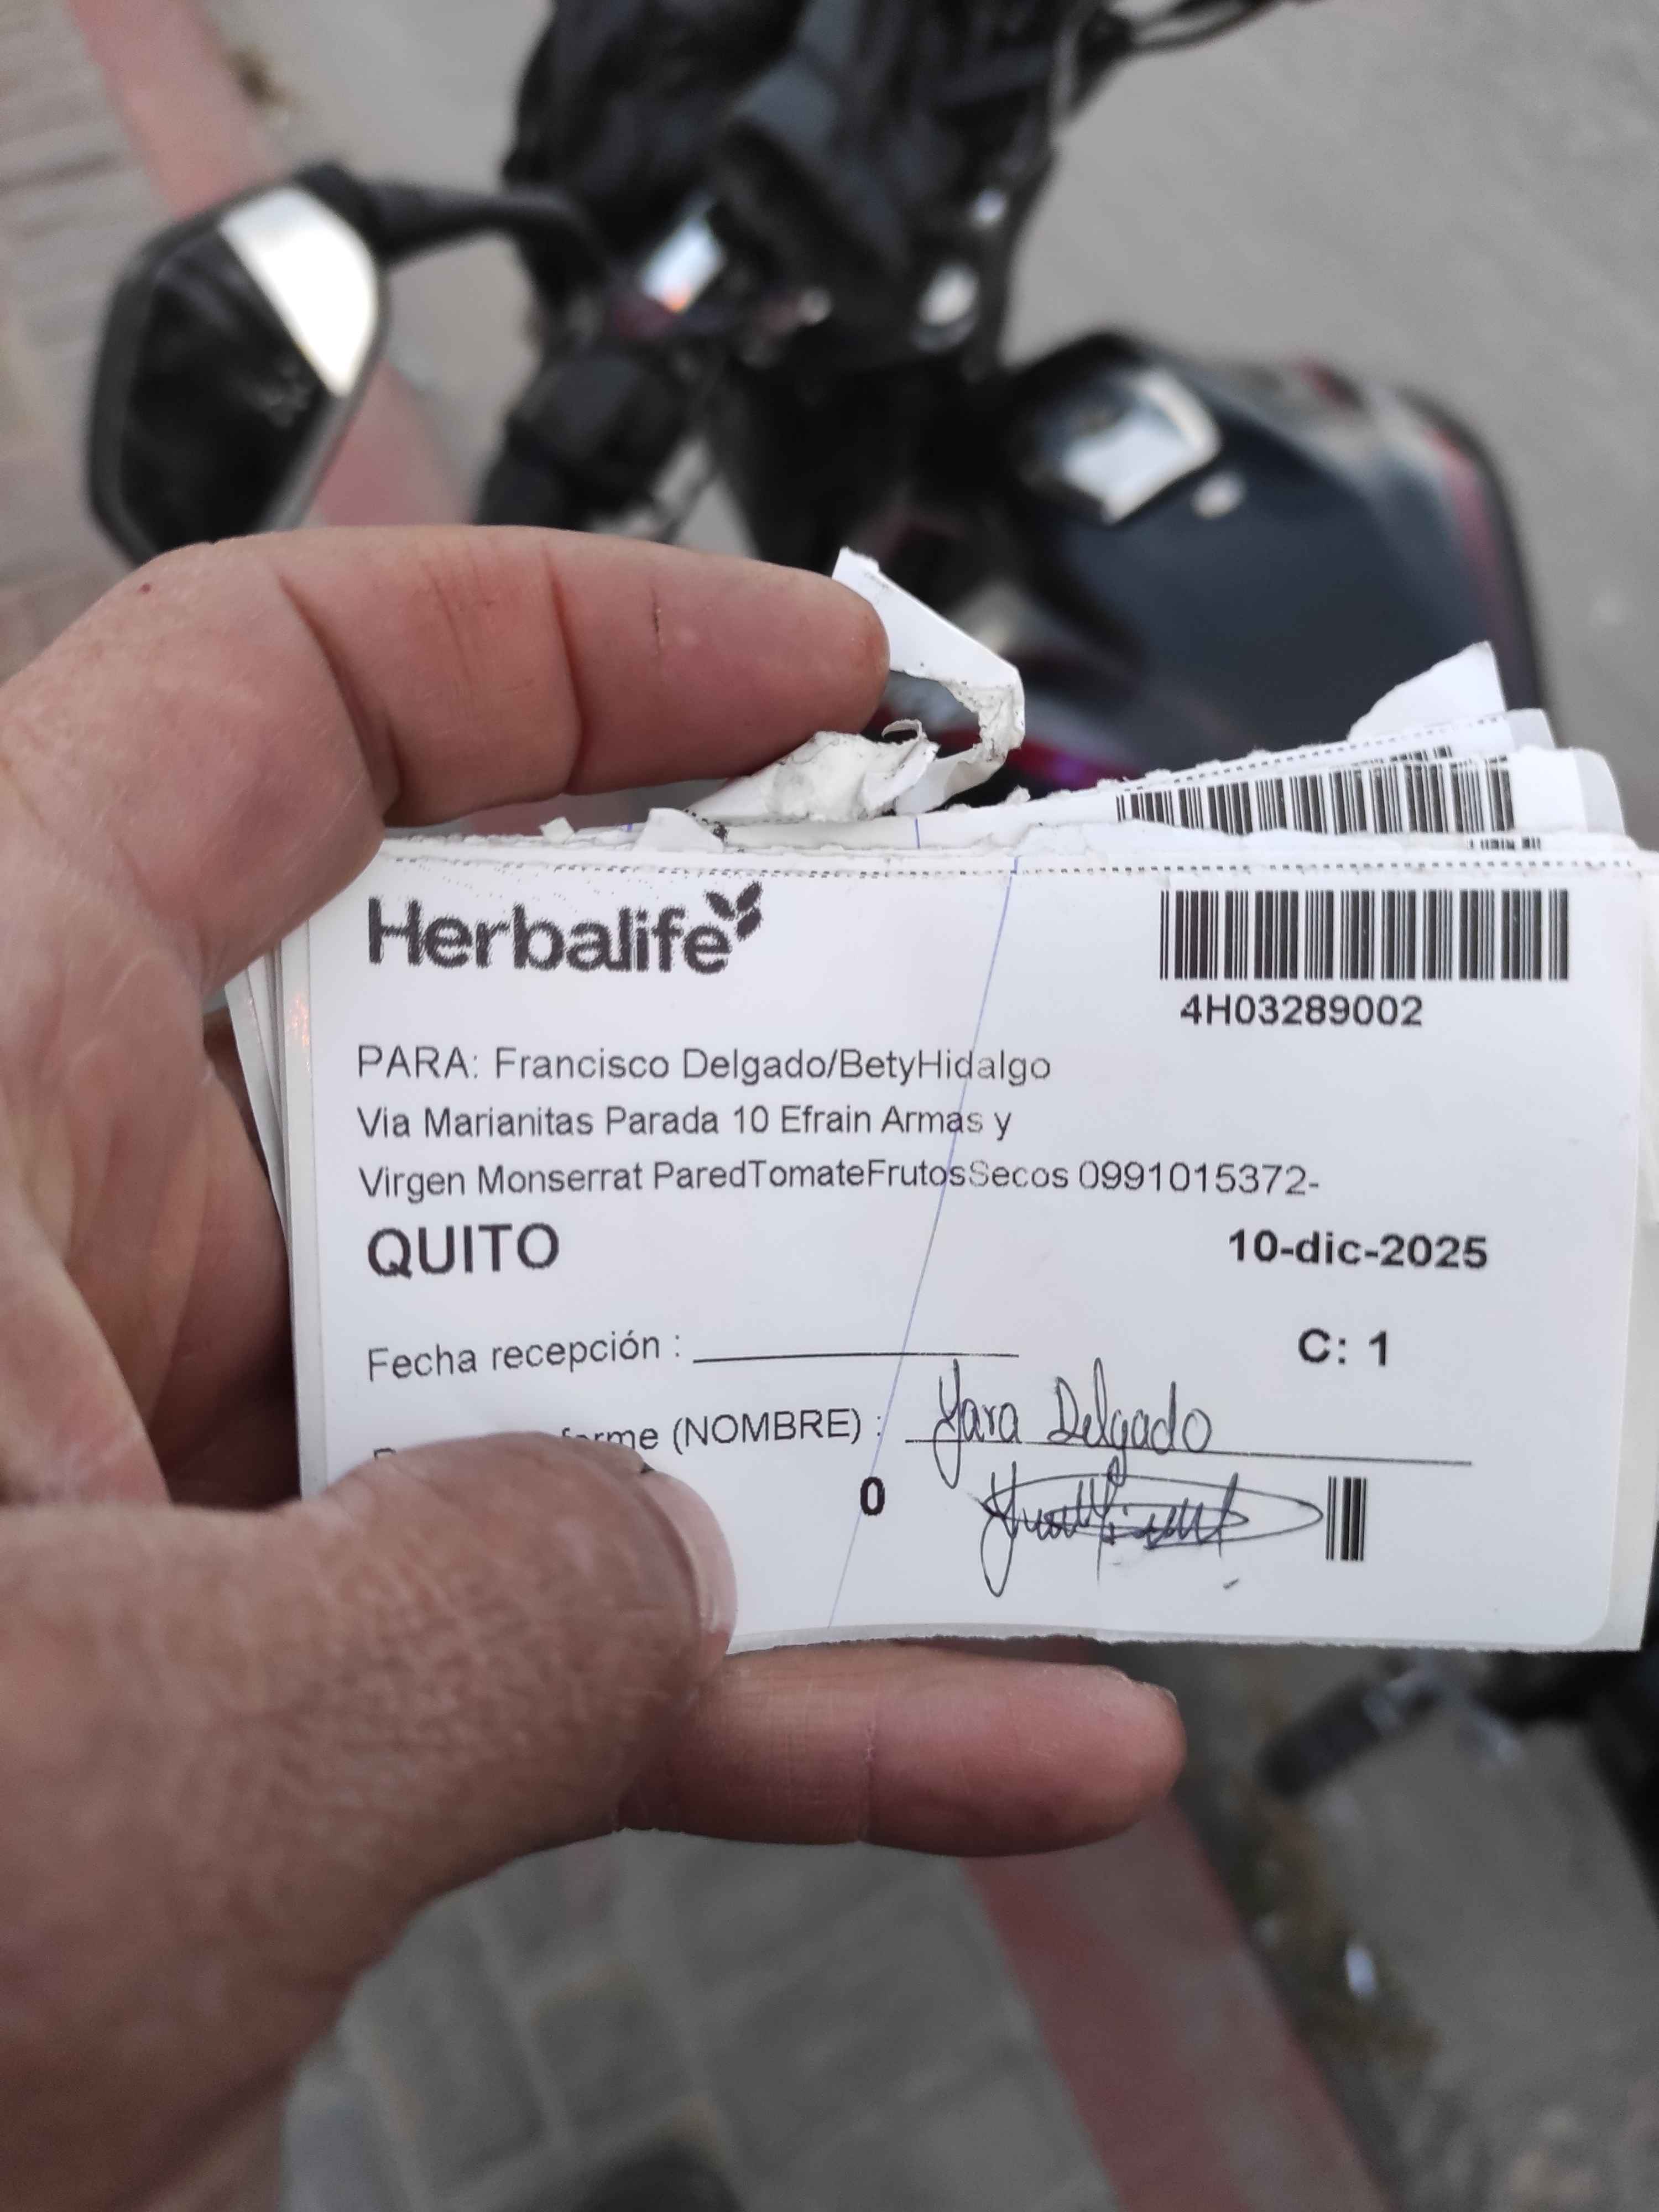 Herbalife
4H03289002
PARA: Francisco Delgado/BetyHidalgo
Via Marianitas Parada 10 Efrain Armas y
Virgen Monserrat ParedTomateFrutosSecos 0991015372-
QUITO
10-dic-2025
Fecha recepción :
C: 1
(NOMBRE) : Yara Delgado
0